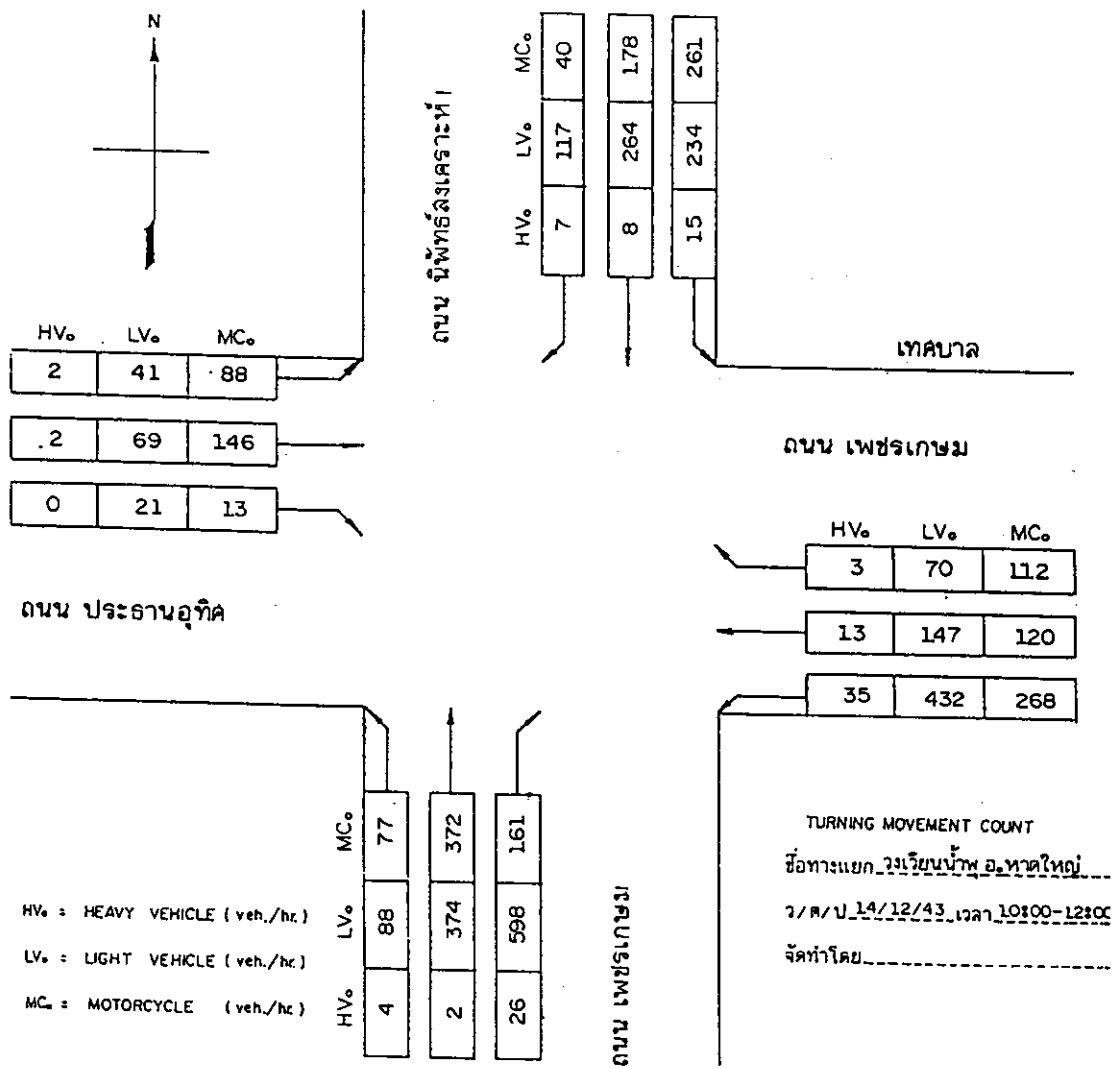 N
ถนน นิพัทธ์สงเคราะห์ 1
MC. 40 178 261
LV. 117 264 234
HV. 7 8 15
HV. LV. MC.
2 41 88
2 69 146
0 21 13
เทศบาล
ถนน เพชรเกษม
HV. LV. MC.
3 70 112
13 147 120
35 432 268
ถนน ประธานอุทิศ
MC. 77 372 161
LV. 88 374 598
HV. 4 2 26
ถนน เพชรเกษม
HV. = HEAVY VEHICLE (veh./hr.)
LV. = LIGHT VEHICLE (veh./hr.)
MC. = MOTORCYCLE (veh./hr.)
TURNING MOVEMENT COUNT
ชื่อทางแยก วงเวียนน้ำพุ อ.หาดใหญ่
ว/ด/ป 14/12/43 เวลา 10:00-12:00
จัดทำโดย